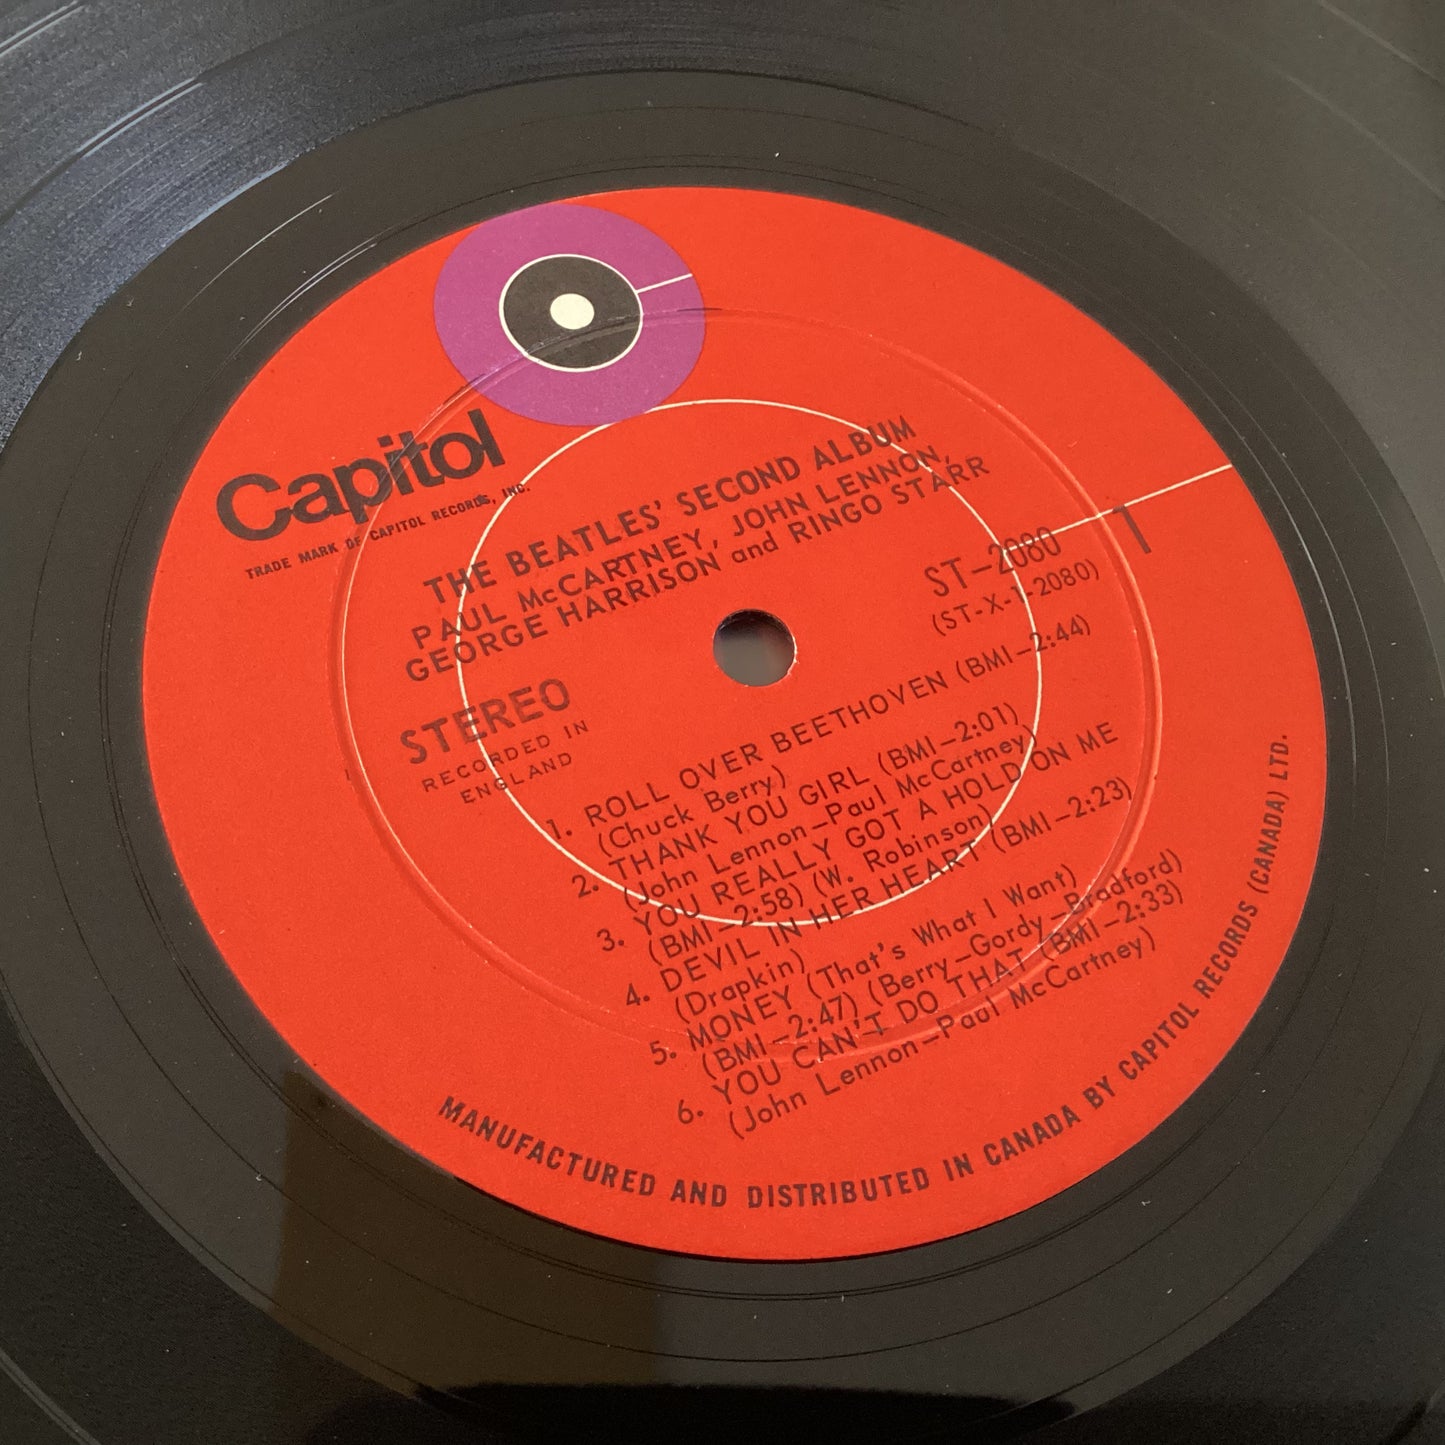 Capitol
TRADE MARK OF CAPITOL RECORDS, INC.
THE BEATLES' SECOND ALBUM
PAUL McCARTNEY, JOHN LENNON,
GEORGE HARRISON and RINGO STARR
STEREO
RECORDED IN
ENGLAND
ST-2080
(ST-X-1-2080)
1
1. ROLL OVER BEETHOVEN (BMI-2:44)
(Chuck Berry)
2. THANK YOU GIRL (BMI-2:01)
(John Lennon-Paul McCartney)
3. YOU REALLY GOT A HOLD ON ME
(BMI-2:58) (W. Robinson)
4. DEVIL IN HER HEART (BMI-2:23)
(Drapkin)
5. MONEY (That's What I Want)
(BMI-2:47) (Berry-Gordy-Bradford)
6. YOU CAN'T DO THAT (BMI-2:33)
(John Lennon-Paul McCartney)
MANUFACTURED AND DISTRIBUTED IN CANADA BY CAPITOL RECORDS (CANADA) LTD.